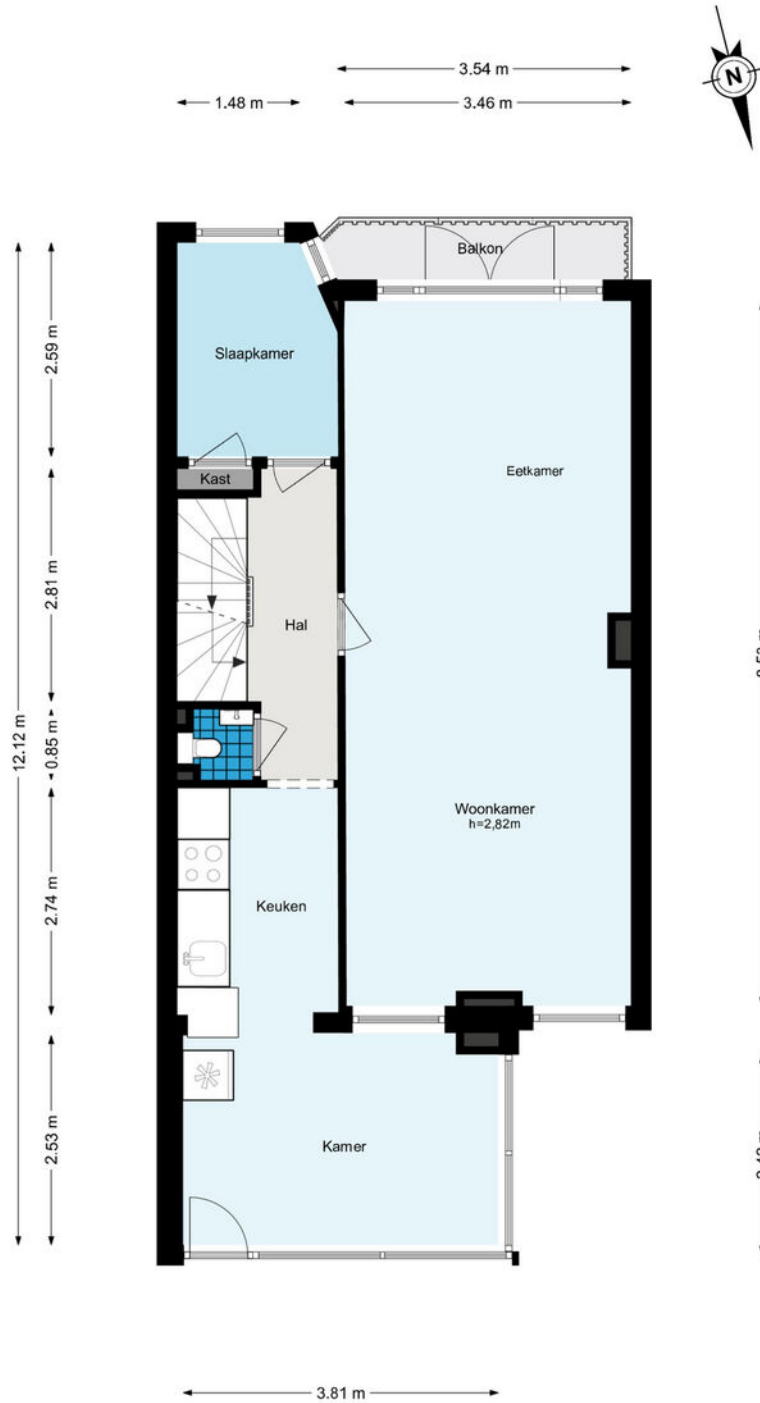 N
3.54 m
1.48 m
3.46 m
Balkon
2.59 m
Slaapkamer
Eetkamer
Kast
2.81 m
Hal
12.12 m
0.85 m
Woonkamer
h=2,82m
2.74 m
Keuken
2.53 m
Kamer
3.81 m